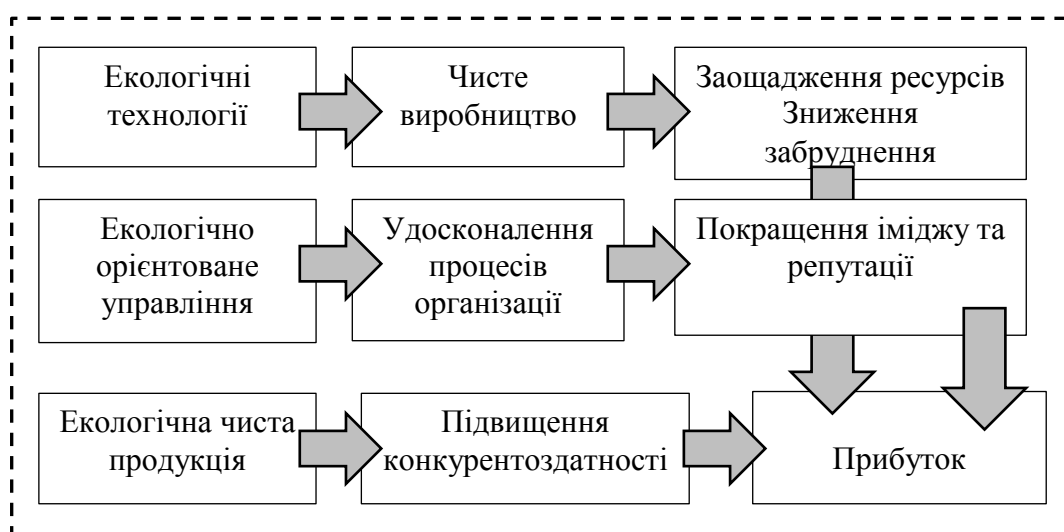 Екологічні
технології
Чисте
виробництво
Заощадження ресурсів
Зниження
забруднення
Екологічно
орієнтоване
управління
Удосконалення
процесів
організації
Покращення іміджу та
репутації
Екологічна чиста
продукція
Підвищення
конкурентоздатності
Прибуток